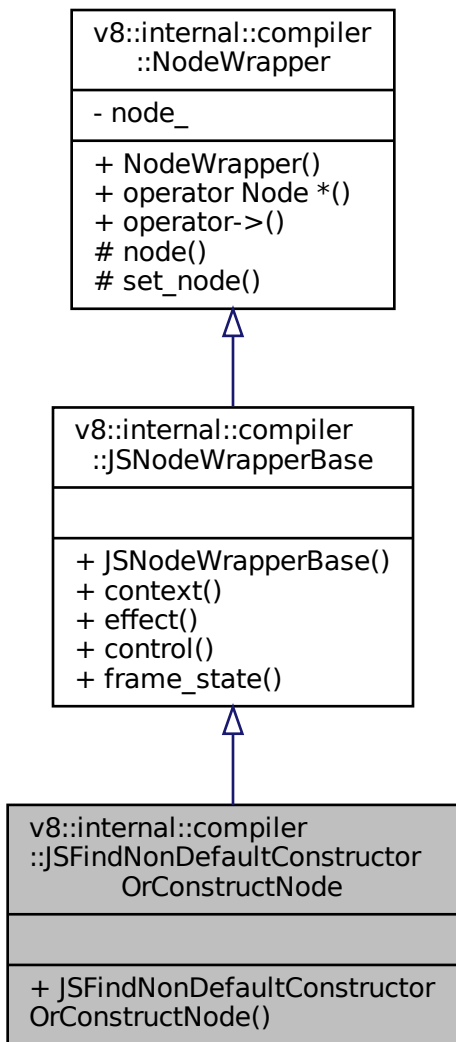 v8::internal::compiler
::NodeWrapper
- node_
+ NodeWrapper()
+ operator Node *()
+ operator->()
# node()
# set_node()
v8::internal::compiler
::JSNodeWrapperBase
+ JSNodeWrapperBase()
+ context()
+ effect()
+ control()
+ frame_state()
v8::internal::compiler
::JSFindNonDefaultConstructor
OrConstructNode
+ JSFindNonDefaultConstructor
OrConstructNode()